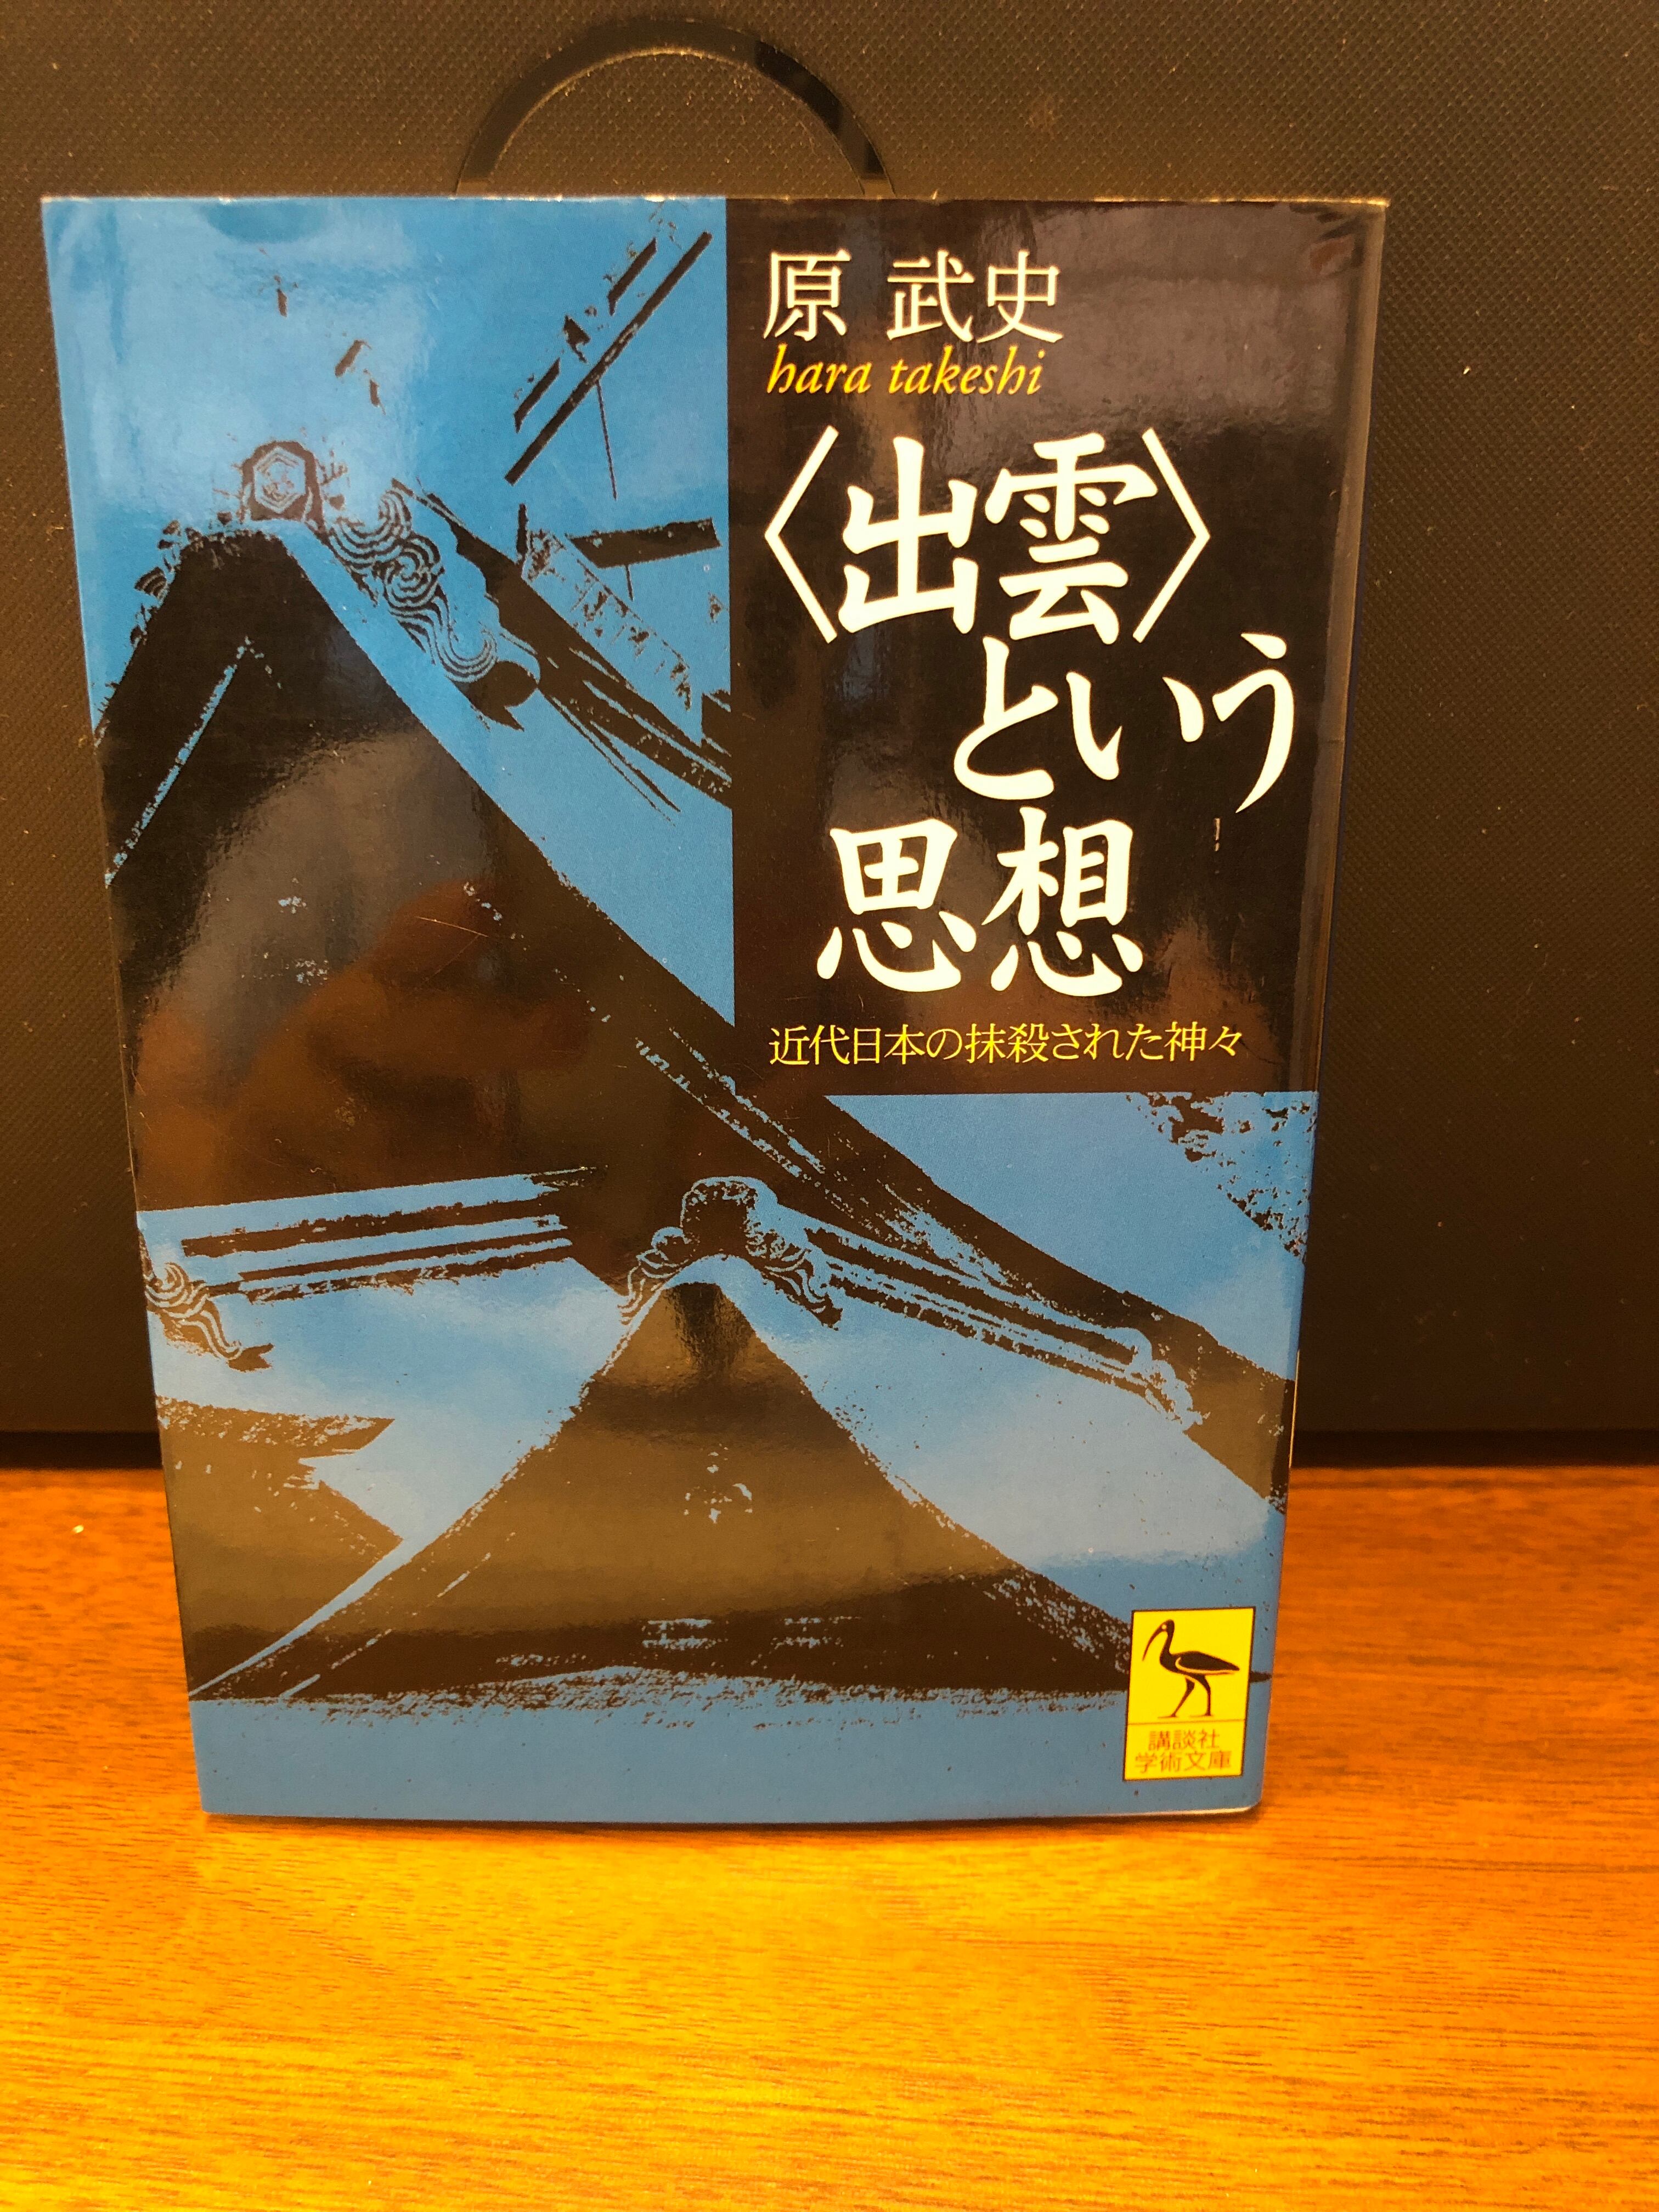 原 武史
hara takeshi
〈出雲〉
という
思想
近代日本の抹殺された神々
講談社
学術文庫